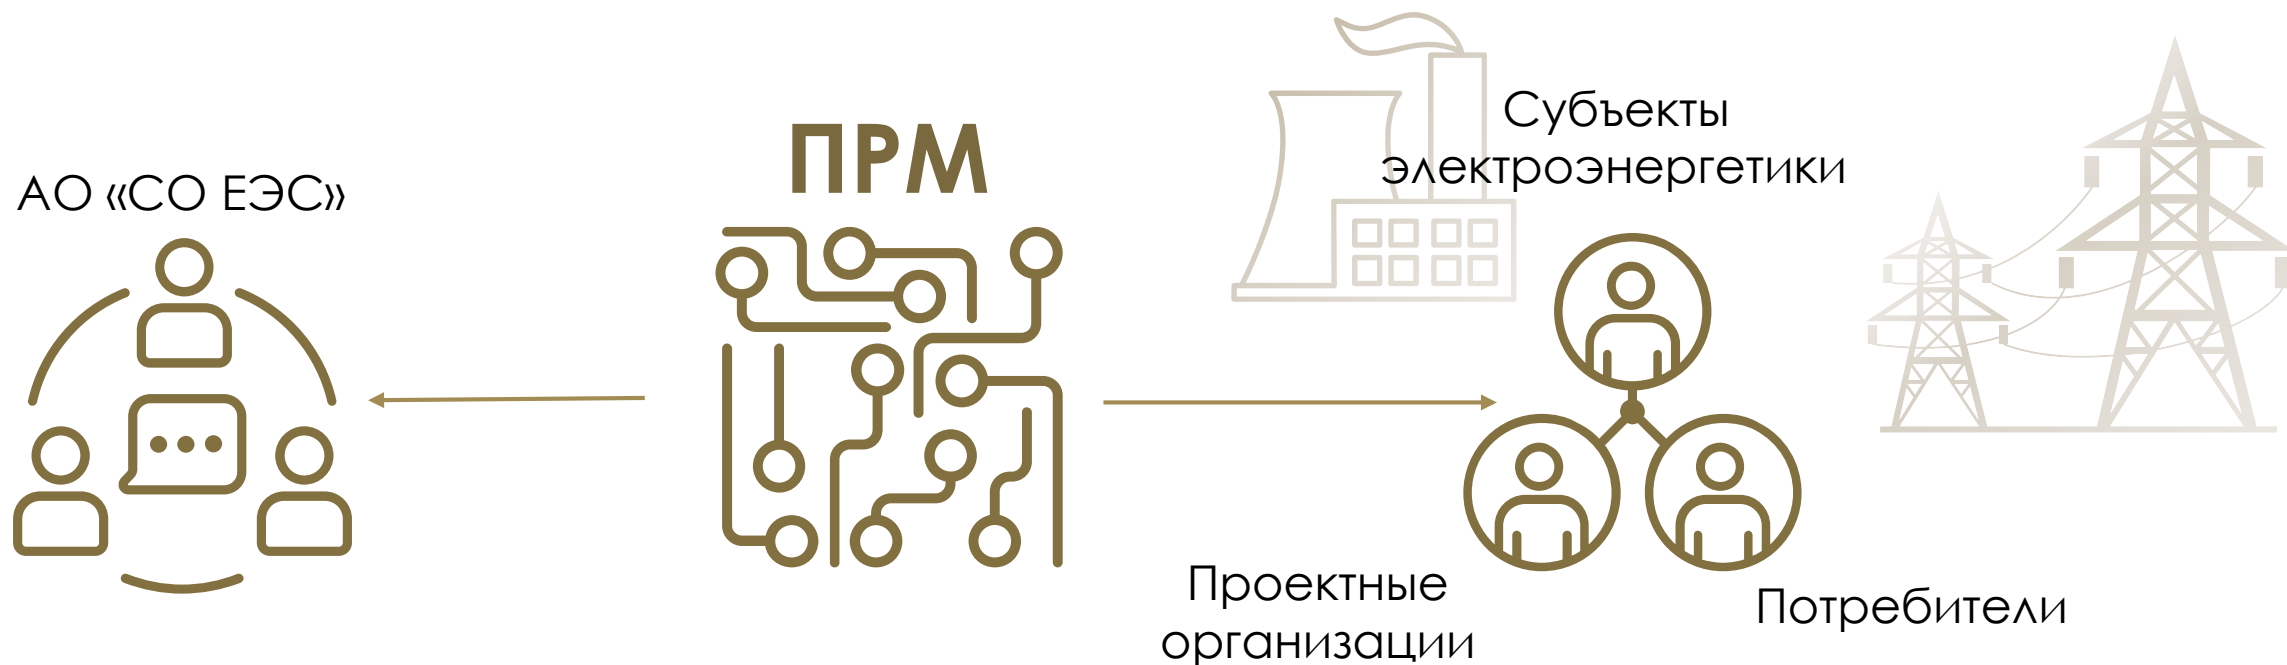 АО «СО ЕЭС»
ПРМ
Субъекты
электроэнергетики
Проектные
организации
Потребители